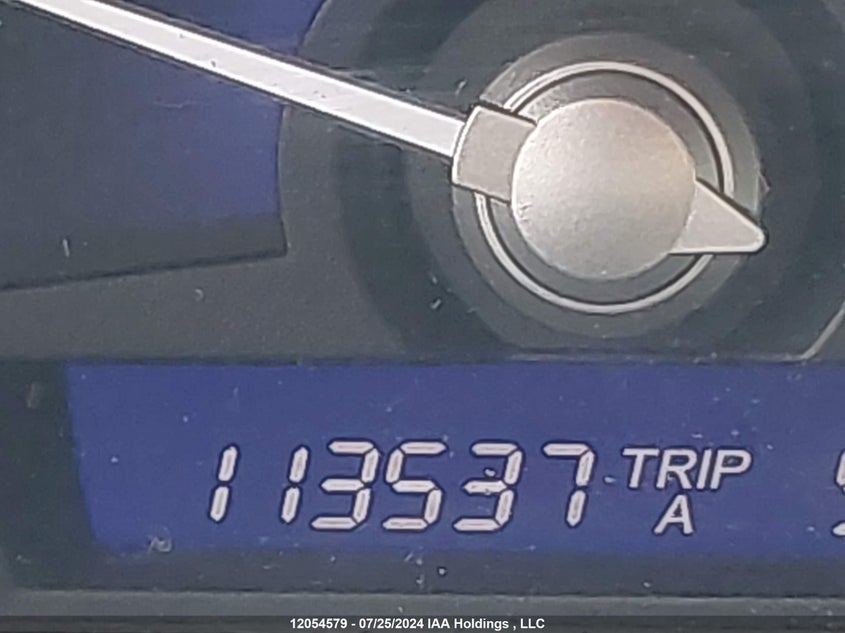 113537 TRIP
A
12054579 - 07/25/2024 IAA Holdings , LLC